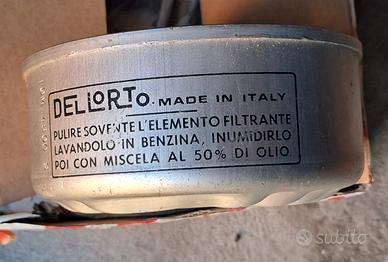 DELLORTO. MADE IN ITALY
PULIRE SOVENTE L'ELEMENTO FILTRANTE
LAVANDOLO IN BENZINA, INUMIDIRLO
POI CON MISCELA AL 50% DI OLIO.
subito